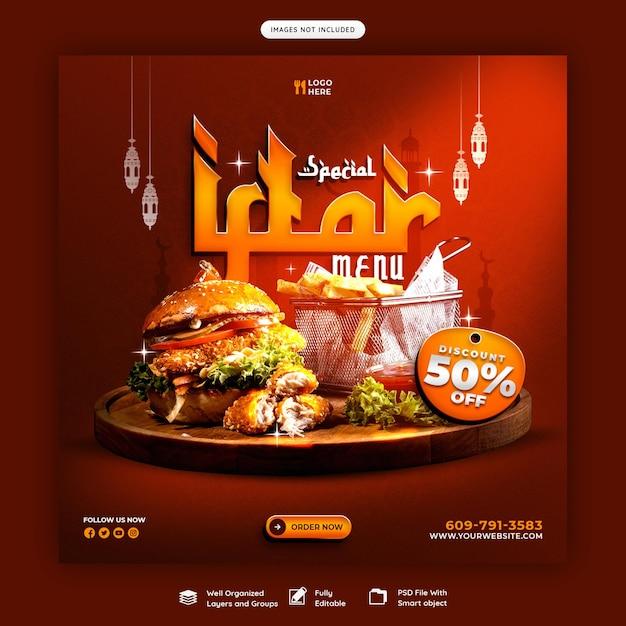 IMAGES NOT INCLUDED
LOGO
HERE
Special
Iftar
MENU
DISCOUNT
50%
OFF
FOLLOW US NOW
ORDER NOW
609-791-3583
WWW.YOURWEBSITE.COM
Well Organized
Layers and Groups
Fully
Editable
PSD File With
Smart object